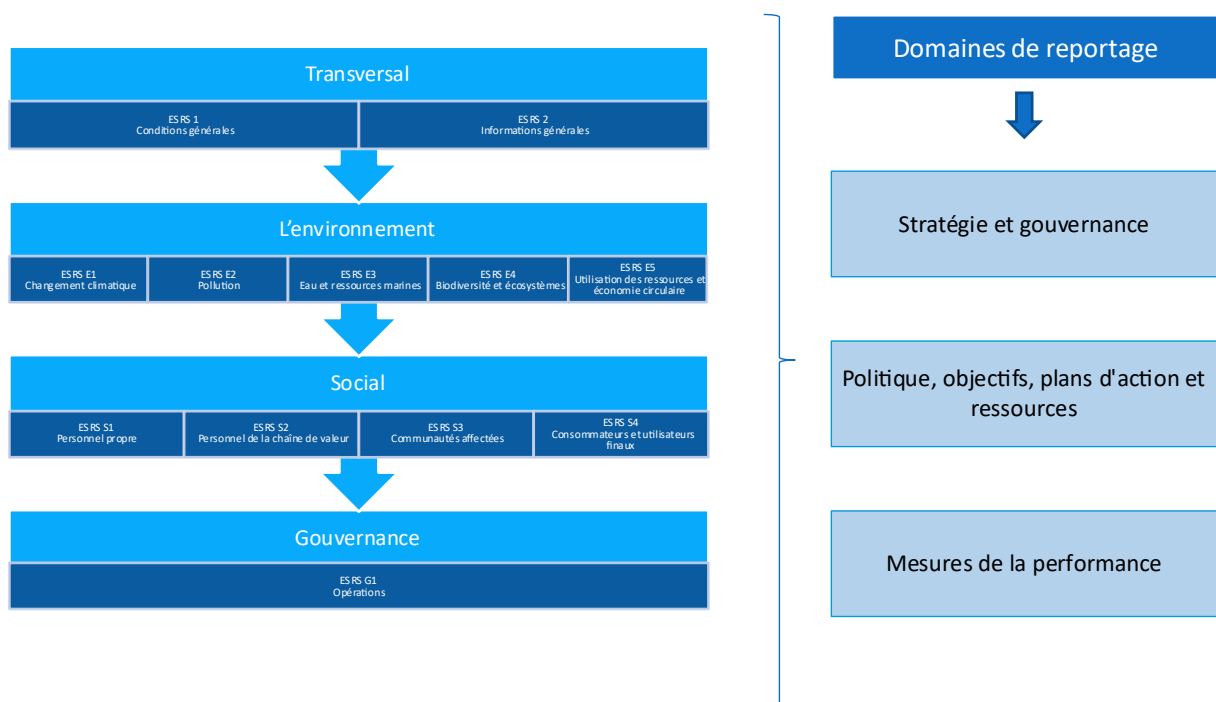 Transversal
ESRS 1
Conditions générales
ESRS 2
Informations générales
L'environnement
ESRS E1
Changement climatique
ESRS E2
Pollution
ESRS E3
Eau et ressources marines
ESRS E4
Biodiversité et écosystèmes
ESRS E5
Utilisation des ressources et
économie circulaire
Social
ESRS S1
Personnel propre
ESRS S2
Personnel de la chaîne de valeur
ESRS S3
Communautés affectées
ESRS S4
Consommateurs et utilisateurs
finaux
Gouvernance
ESRS G1
Opérations
Domaines de reportage
Stratégie et gouvernance
Politique, objectifs, plans d'action et
ressources
Mesures de la performance